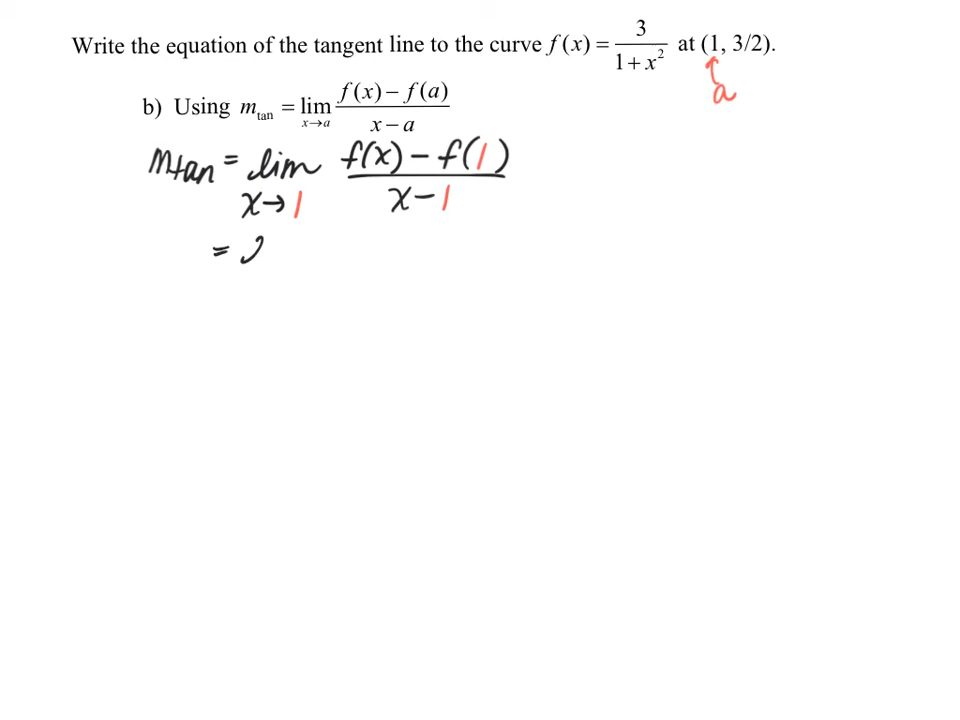 Write the equation of the tangent line to the curve f(x) = 3/(1+x²) at (1, 3/2).
a
b) Using m_tan = lim_{x→a} (f(x) − f(a))/(x − a)
m_tan = lim_{x→1} (f(x) − f(1))/(x − 1)
=